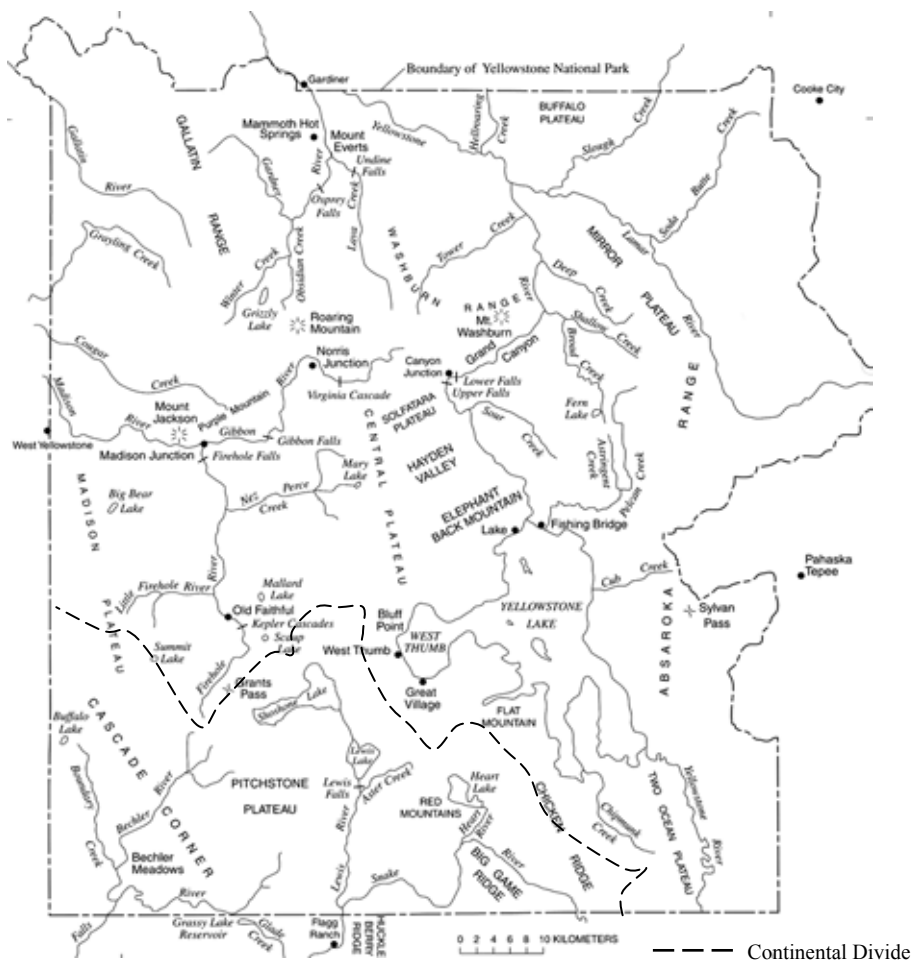 Gardiner
Boundary of Yellowstone National Park
Cooke City
BUFFALO
PLATEAU
Hellroaring
Creek
Slough
Creek
Yellowstone
Mammoth Hot
Springs
Mount
Everts
Undine
Falls
GALLATIN
RANGE
Gallatin
River
Gardney
River
Osprey
Falls
Lava
Creek
Soda
Butte
Creek
Grayling Creek
WASHBURN
RANGE
Tower
Creek
MIRROR
PLATEAU
Lamar
River
Winter
Creek
Obsidian Creek
Grizzly
Lake
Roaring
Mountain
Mt.
Washburn
River
Deep
Creek
Shallow
Creek
Grand
Canyon
Broad
Creek
RANGE
Cougar
Creek
Norris
Junction
River
Canyon
Junction
Lower Falls
Upper Falls
Virginia Cascade
Fern
Lake
Madison
River
Mount
Jackson
Purple Mountain
Gibbon
Gibbon Falls
SOLFATARA
PLATEAU
Sour
Creek
West Yellowstone
Madison Junction
Firehole Falls
CENTRAL
PLATEAU
HAYDEN
VALLEY
Astringent
Creek
Pelican
Creek
MADISON
PLATEAU
Big Bear
Lake
Mary
Lake
Nez
Perce
Creek
ELEPHANT
BACK MOUNTAIN
Lake
Fishing Bridge
Cub
Creek
Pahaska
Tepee
Little
Firehole River
River
Mallard
Lake
Old Faithful
Kepler Cascades
Scaup
Lake
Bluff
Point
YELLOWSTONE
LAKE
ABSAROKA
Sylvan
Pass
Summit
Lake
West Thumb
WEST
THUMB
Firehole
Grants
Pass
Great
Village
Shoshone Lake
FLAT
MOUNTAIN
Buffalo
Lake
CASCADE
CORNER
Boundary
Creek
Bechler
River
PITCHSTONE
PLATEAU
Lewis
Lake
Lewis
Falls
Aster Creek
Heart
Lake
RED
MOUNTAINS
Heart
River
CHICKEN
RIDGE
Chipmunk
Creek
TWO OCEAN PLATEAU
Yellowstone
River
Bechler
Meadows
Lewis
River
Snake
River
BIG GAME
RIDGE
Falls
River
Grassy Lake
Reservoir
Glade
Creek
Flagg
Ranch
HUCKLE
BERRY
RIDGE
0 2 4 6 8 10 KILOMETERS
Continental Divide